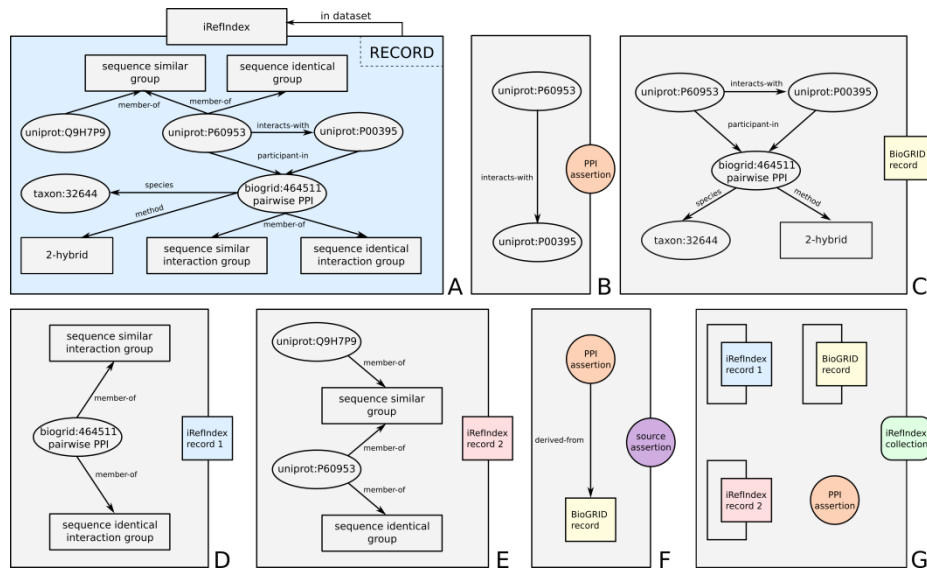 iRefIndex
in dataset
RECORD
sequence similar
group
sequence identical
group
member-of
member-of
uniprot:Q9H7P9
uniprot:P60953
interacts-with
uniprot:P00395
participant-in
taxon:32644
species
biogrid:464511
pairwise PPI
method
member-of
2-hybrid
sequence similar
interaction group
sequence identical
interaction group
A
uniprot:P60953
interacts-with
uniprot:P00395
PPI
assertion
B
uniprot:P60953
interacts-with
uniprot:P00395
participant-in
biogrid:464511
pairwise PPI
species
method
taxon:32644
2-hybrid
BioGRID
record
C
sequence similar
interaction group
member-of
biogrid:464511
pairwise PPI
member-of
sequence identical
interaction group
iRefIndex
record 1
D
uniprot:Q9H7P9
member-of
sequence similar
group
member-of
uniprot:P60953
member-of
sequence identical
group
iRefIndex
record 2
E
PPI
assertion
derived-from
BioGRID
record
source
assertion
F
iRefIndex
record 1
BioGRID
record
iRefIndex
record 2
PPI
assertion
iRefIndex
collection
G